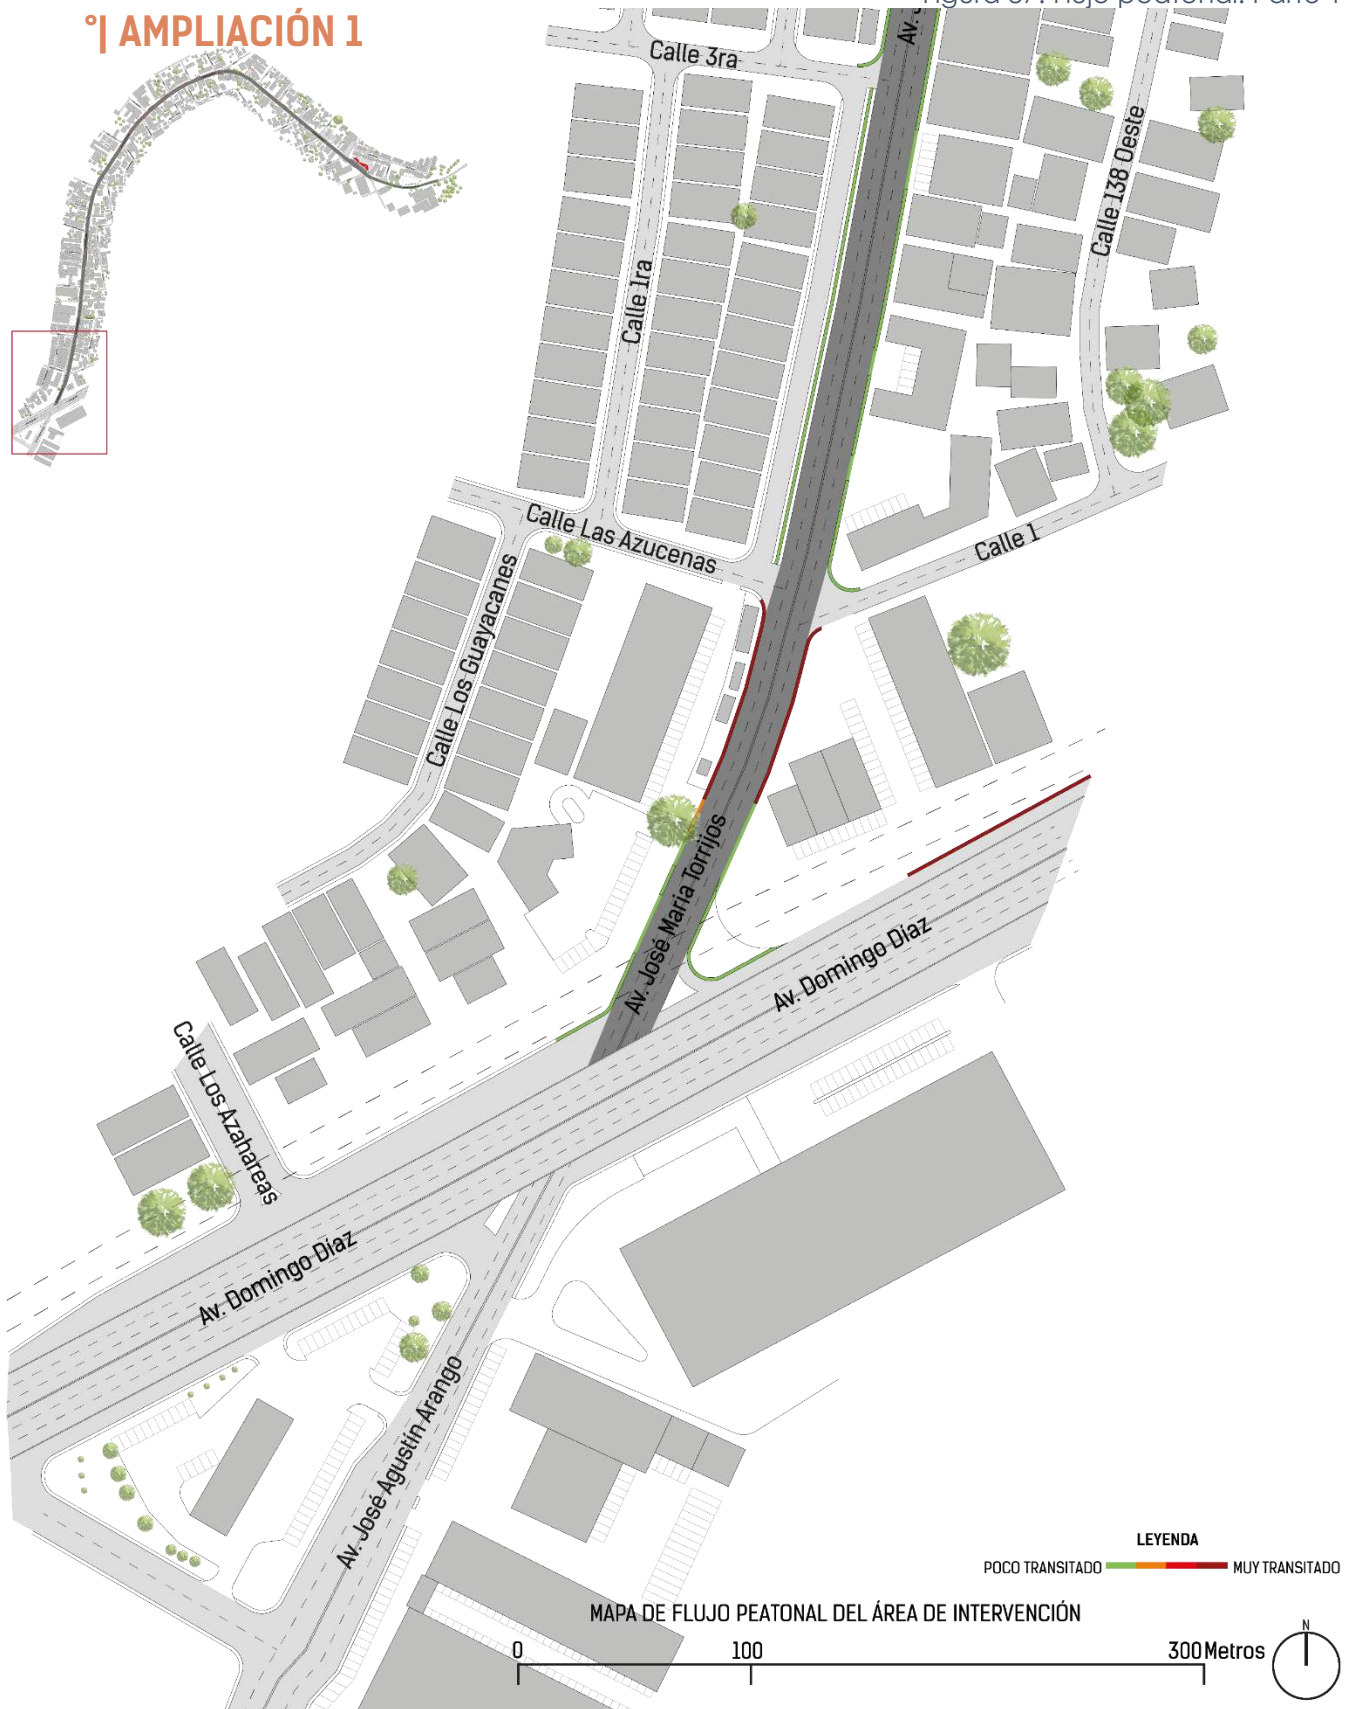 °| AMPLIACIÓN 1
Calle 3ra
Av.
Calle 138 Oeste
Calle 1ra
Calle Las Azucenas
Calle 1
Calle Los Guayacanes
Av. José Maria Torrijos
Av. Domingo Díaz
Calle Los Azahareas
Av. Domingo Díaz
Av. José Agustín Arango
LEYENDA
POCO TRANSITADO MUY TRANSITADO
MAPA DE FLUJO PEATONAL DEL ÁREA DE INTERVENCIÓN
0 100 300 Metros
N